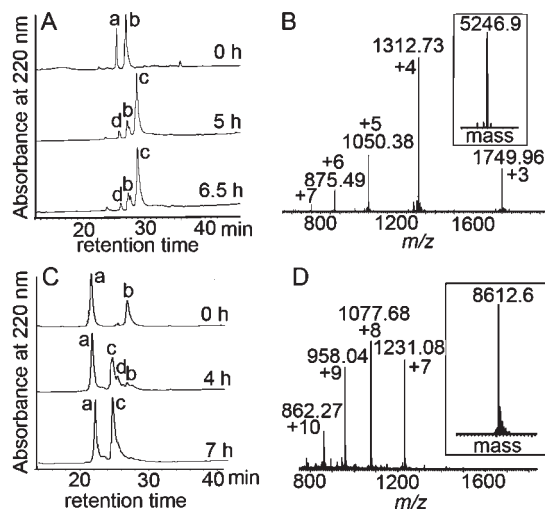 A
Absorbance at 220 nm
a b
0 h
c
d b
5 h
c
d b
6.5 h
20 30 40 min
retention time
B
5246.9
mass
1312.73
+4
+5
1050.38
+6
875.49
+7
1749.96
+3
1200 1600
800
m/z
C
Absorbance at 220 nm
a
b
0 h
a
c
d b
4 h
a c
7 h
20 30 40 min
retention time
D
8612.6
mass
1077.68
+8
1231.08
+7
958.04
+9
862.27
+10
800 1200 1600
m/z